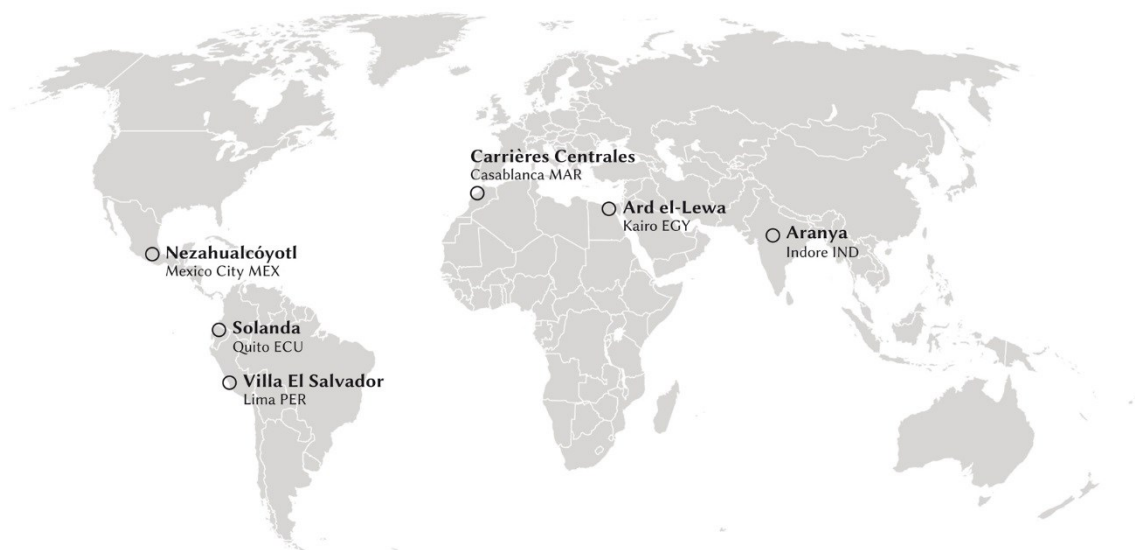 Carrières Centrales
Casablanca MAR
Ard el-Lewa
Kairo EGY
Aranya
Indore IND
Nezahualcóyotl
Mexico City MEX
Solanda
Quito ECU
Villa El Salvador
Lima PER